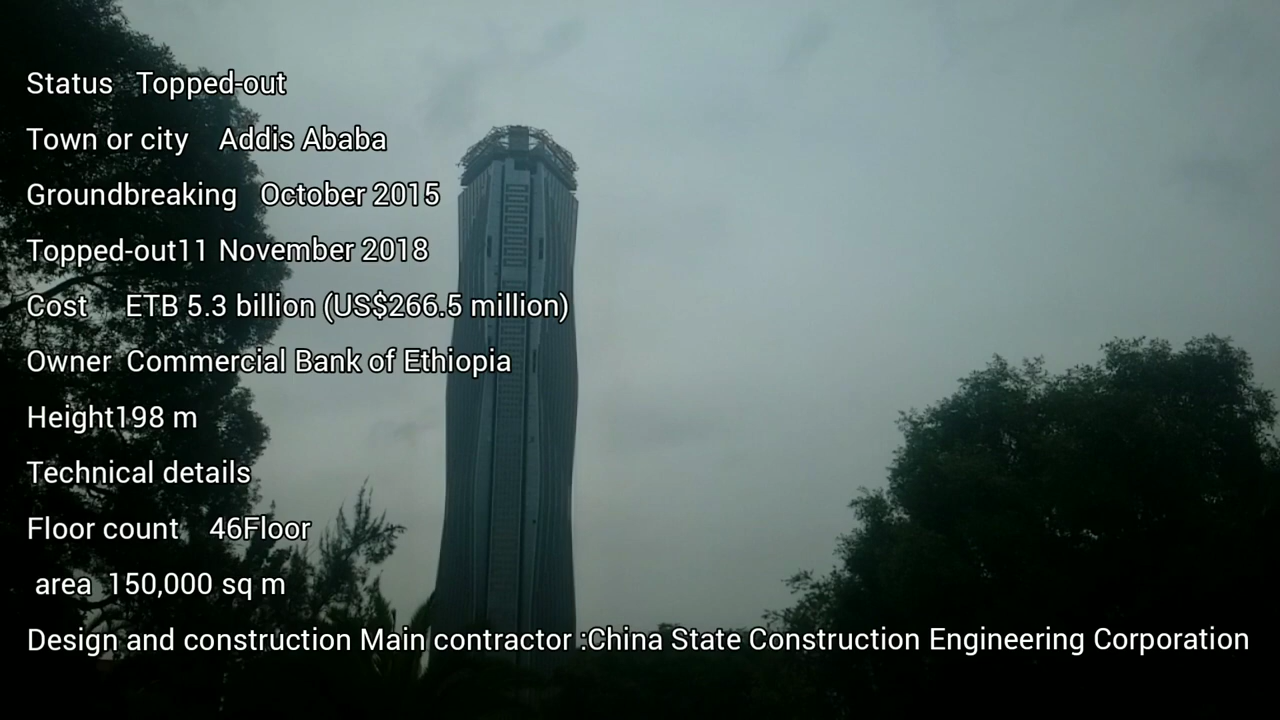 Status Topped-out
Town or city Addis Ababa
Groundbreaking October 2015
Topped-out11 November 2018
Cost ETB 5.3 billion (US$266.5 million)
Owner Commercial Bank of Ethiopia
Height198 m
Technical details
Floor count 46Floor
area 150,000 sq m
Design and construction Main contractor :China State Construction Engineering Corporation